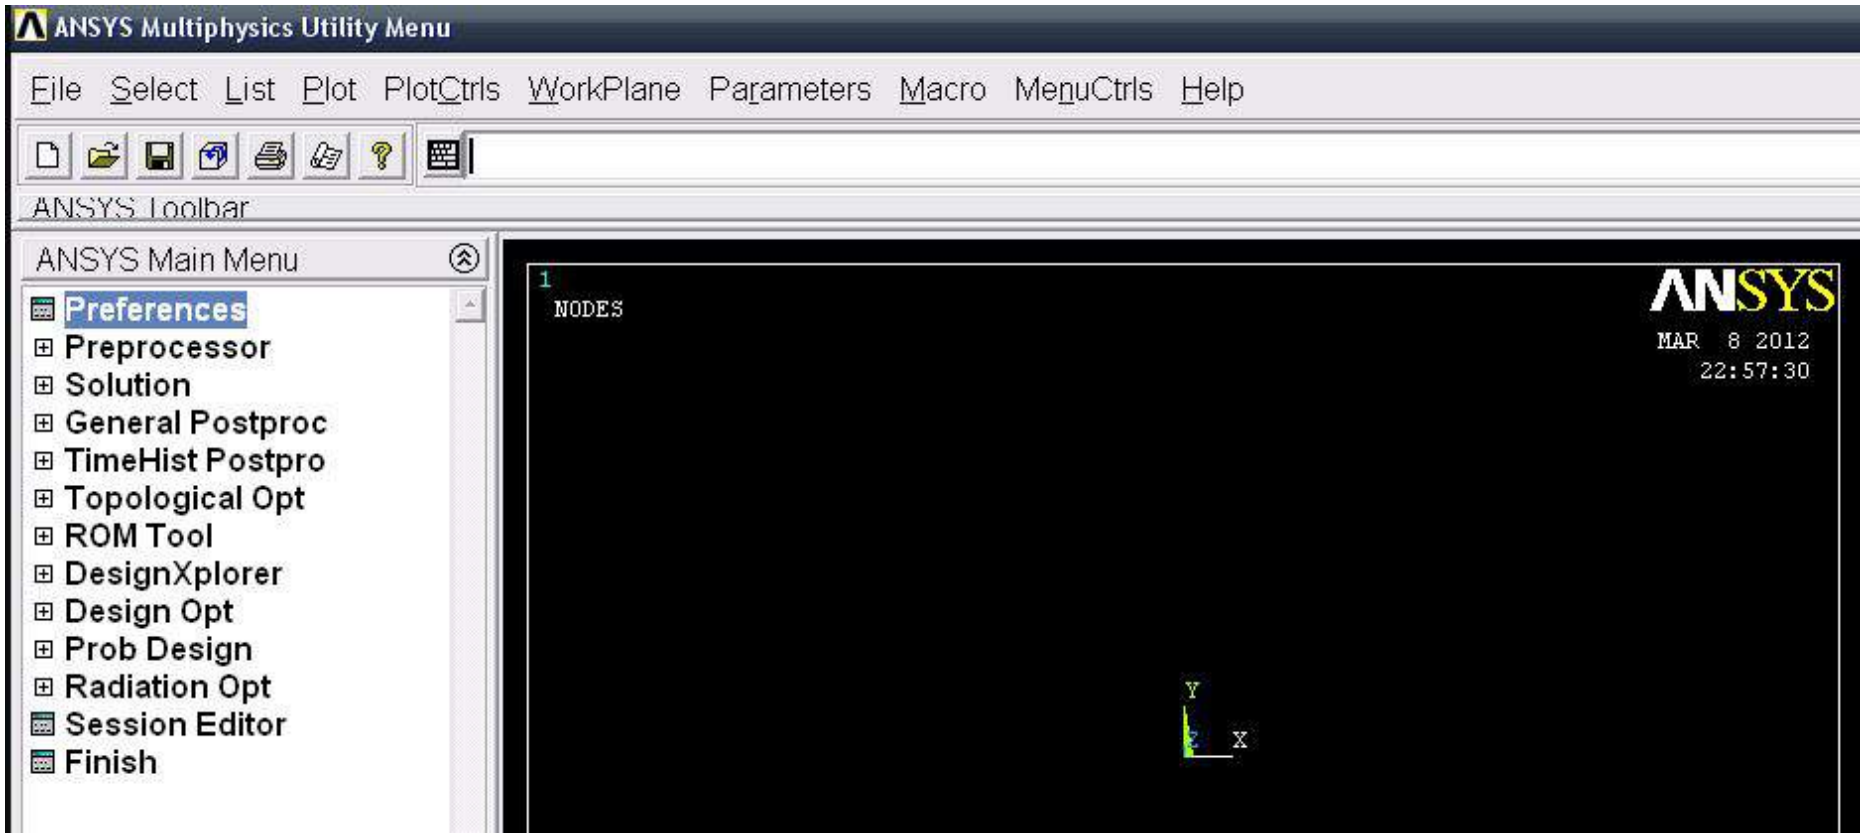 ANSYS Multiphysics Utility Menu
File Select List Plot PlotCtrls WorkPlane Parameters Macro MenuCtrls Help
ANSYS Toolbar
ANSYS Main Menu
Preferences
Preprocessor
Solution
General Postproc
TimeHist Postpro
Topological Opt
ROM Tool
DesignXplorer
Design Opt
Prob Design
Radiation Opt
Session Editor
Finish
1
NODES
ANSYS
MAR 8 2012
22:57:30
Y
Z X